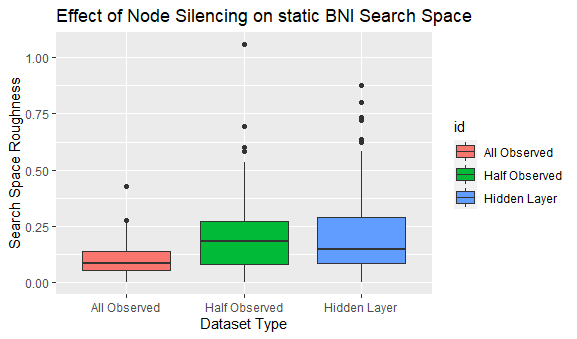 Effect of Node Silencing on static BNI Search Space
Search Space Roughness
1.00
0.75
0.50
0.25
0.00
All Observed
Half Observed
Hidden Layer
Dataset Type
id
All Observed
Half Observed
Hidden Layer